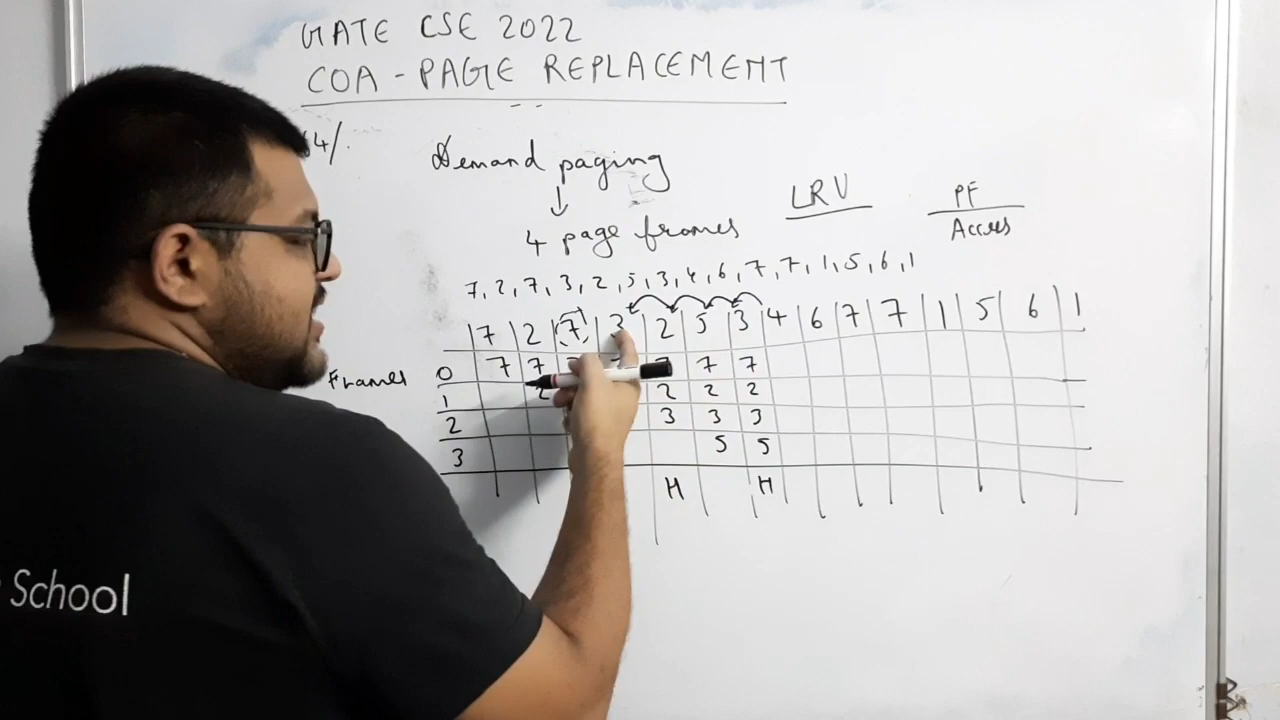 GATE CSE 2022
COA - PAGE REPLACEMENT
4/.
Demand paging
↓
4 page frames
LRU
PF
Access
7, 2, 7, 3, 2, 5, 3, 4, 6, 7, 7, 1, 5, 6, 1
7 2 7 3 2 5 3 4 6 7 7 1 5 6 1
Frames
0 7 7 7 7
1 2 2 2 2
2 3 3 3
3 5 5
H H
School